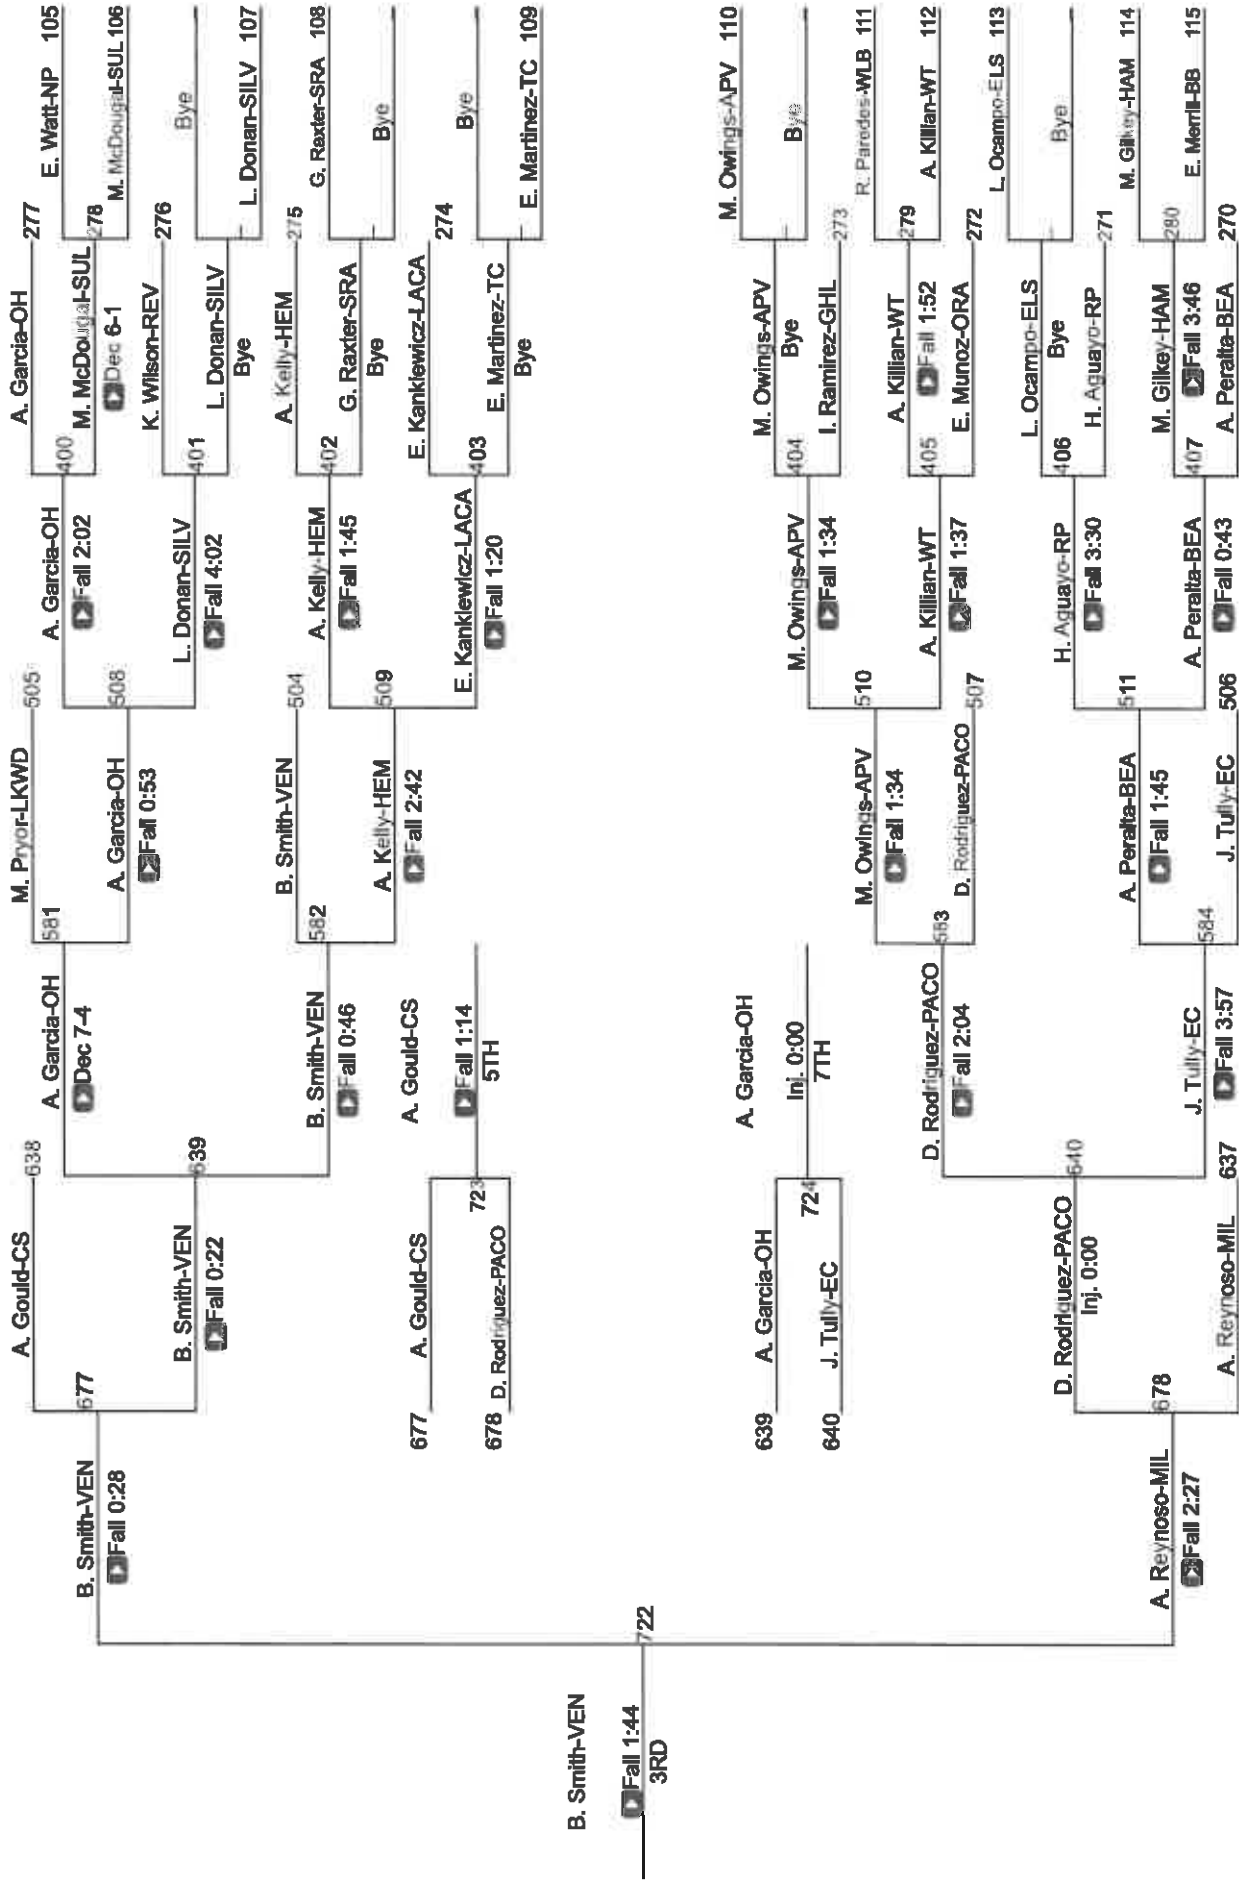 E. Watt-NP 105
M. McDougal-SUL 106
Bye
L. Donan-SILV 107
G. Raxter-SRA 108
Bye
Bye
E. Martinez-TC 109
M. Owings-APV 110
Bye
R. Paredes-WLB 111
A. Killian-WT 112
L. Ocampo-ELS 113
Bye
M. Gilkey-HAM 114
E. Merrill-BB 115
A. Garcia-OH 277
278
M. McDougal-SUL
Dec 6-1
K. Wilson-REV 276
L. Donan-SILV
Bye
A. Kelly-HEM 275
G. Raxter-SRA
Bye
E. Kankiewicz-LACA 274
E. Martinez-TC
Bye
M. Owings-APV
Bye
I. Ramirez-GHL 273
279
A. Killian-WT
Fall 1:52
E. Munoz-ORA 272
L. Ocampo-ELS
Bye
H. Aguayo-RP 271
280
M. Gilkey-HAM
Fall 3:46
A. Peralta-BEA 270
400
A. Garcia-OH
Fall 2:02
401
L. Donan-SILV
Fall 4:02
402
A. Kelly-HEM
Fall 1:45
403
E. Kankiewicz-LACA
Fall 1:20
404
M. Owings-APV
Fall 1:34
405
A. Killian-WT
Fall 1:37
406
H. Aguayo-RP
Fall 3:30
407
A. Peralta-BEA
Fall 0:43
M. Pryor-LKWD 505
508
A. Garcia-OH
Fall 0:53
B. Smith-VEN 504
509
A. Kelly-HEM
Fall 2:42
510
M. Owings-APV
Fall 1:34
D. Rodriguez-PACO 507
511
A. Peralta-BEA
Fall 1:45
J. Tully-EC 506
581
A. Garcia-OH
Dec 7-4
582
B. Smith-VEN
Fall 0:46
A. Gould-CS
Fall 1:14
5TH
A. Garcia-OH
Inj. 0:00
7TH
583
D. Rodriguez-PACO
Fall 2:04
584
J. Tully-EC
Fall 3:57
A. Gould-CS 638
639
B. Smith-VEN
Fall 0:22
677 A. Gould-CS
723
678 D. Rodriguez-PACO
639 A. Garcia-OH
724
640 J. Tully-EC
640
D. Rodriguez-PACO
Inj. 0:00
A. Reynoso-MIL 637
677
B. Smith-VEN
Fall 0:28
678
A. Reynoso-MIL
Fall 2:27
722
B. Smith-VEN
Fall 1:44
3RD